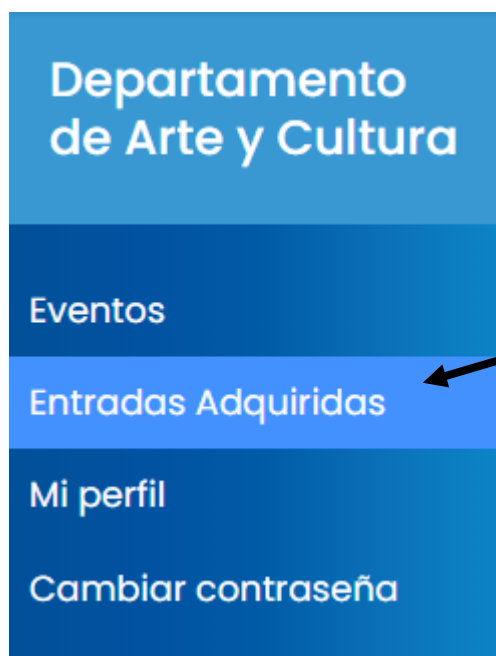 Departamento
de Arte y Cultura
Eventos
Entradas Adquiridas
Mi perfil
Cambiar contraseña